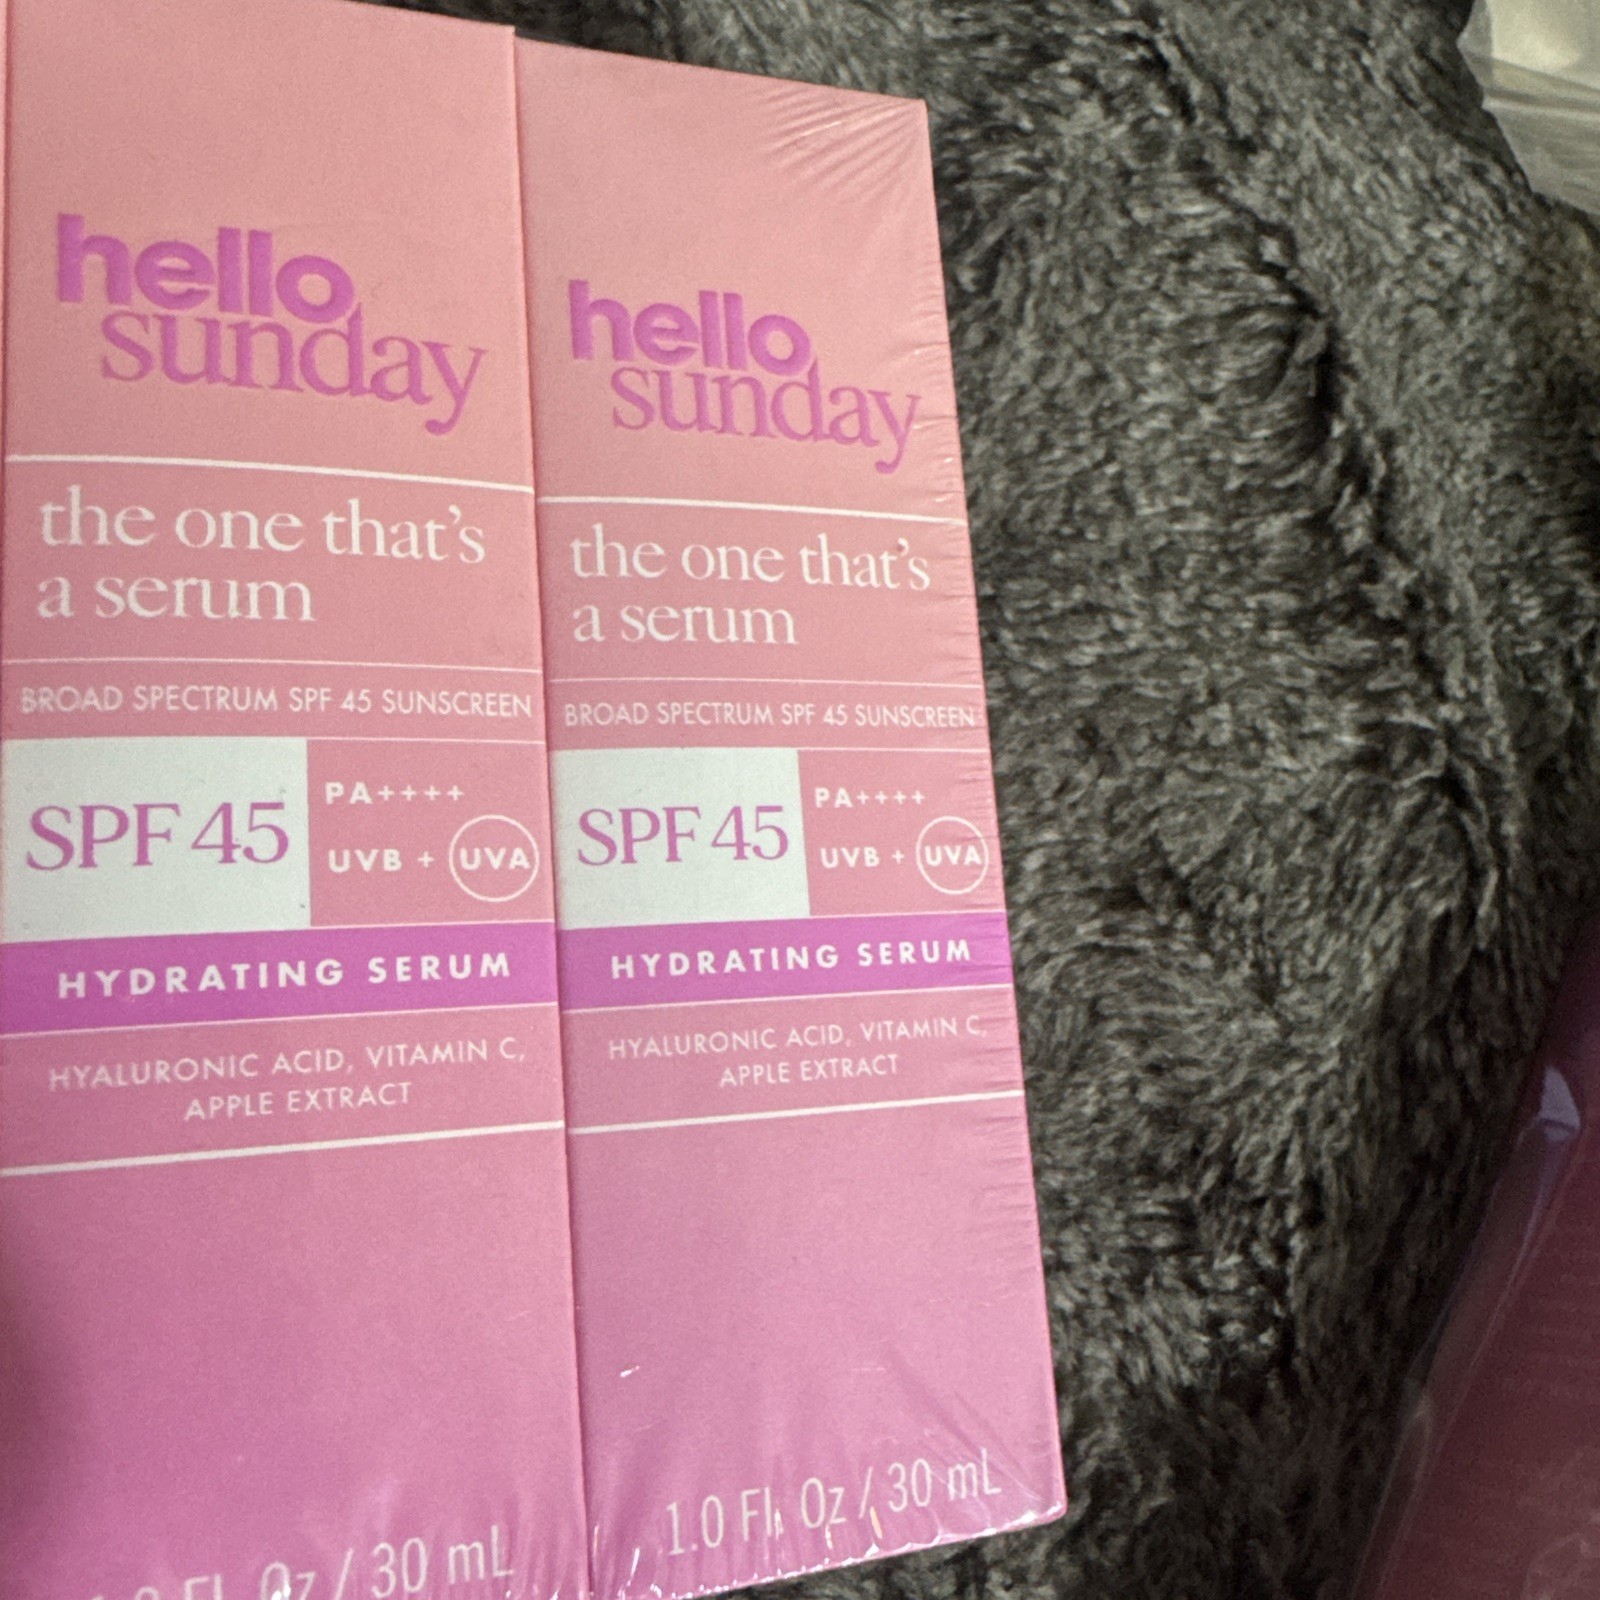 hello
sunday
the one that's
a serum
BROAD SPECTRUM SPF 45 SUNSCREEN
SPF 45
PA++++
UVB + UVA
HYDRATING SERUM
HYALURONIC ACID, VITAMIN C,
APPLE EXTRACT
Fl. Oz / 30 mL
hello
sunday
the one that's
a serum
BROAD SPECTRUM SPF 45 SUNSCREEN
SPF 45
PA++++
UVB + UVA
HYDRATING SERUM
HYALURONIC ACID, VITAMIN C,
APPLE EXTRACT
1.0 Fl. Oz / 30 mL